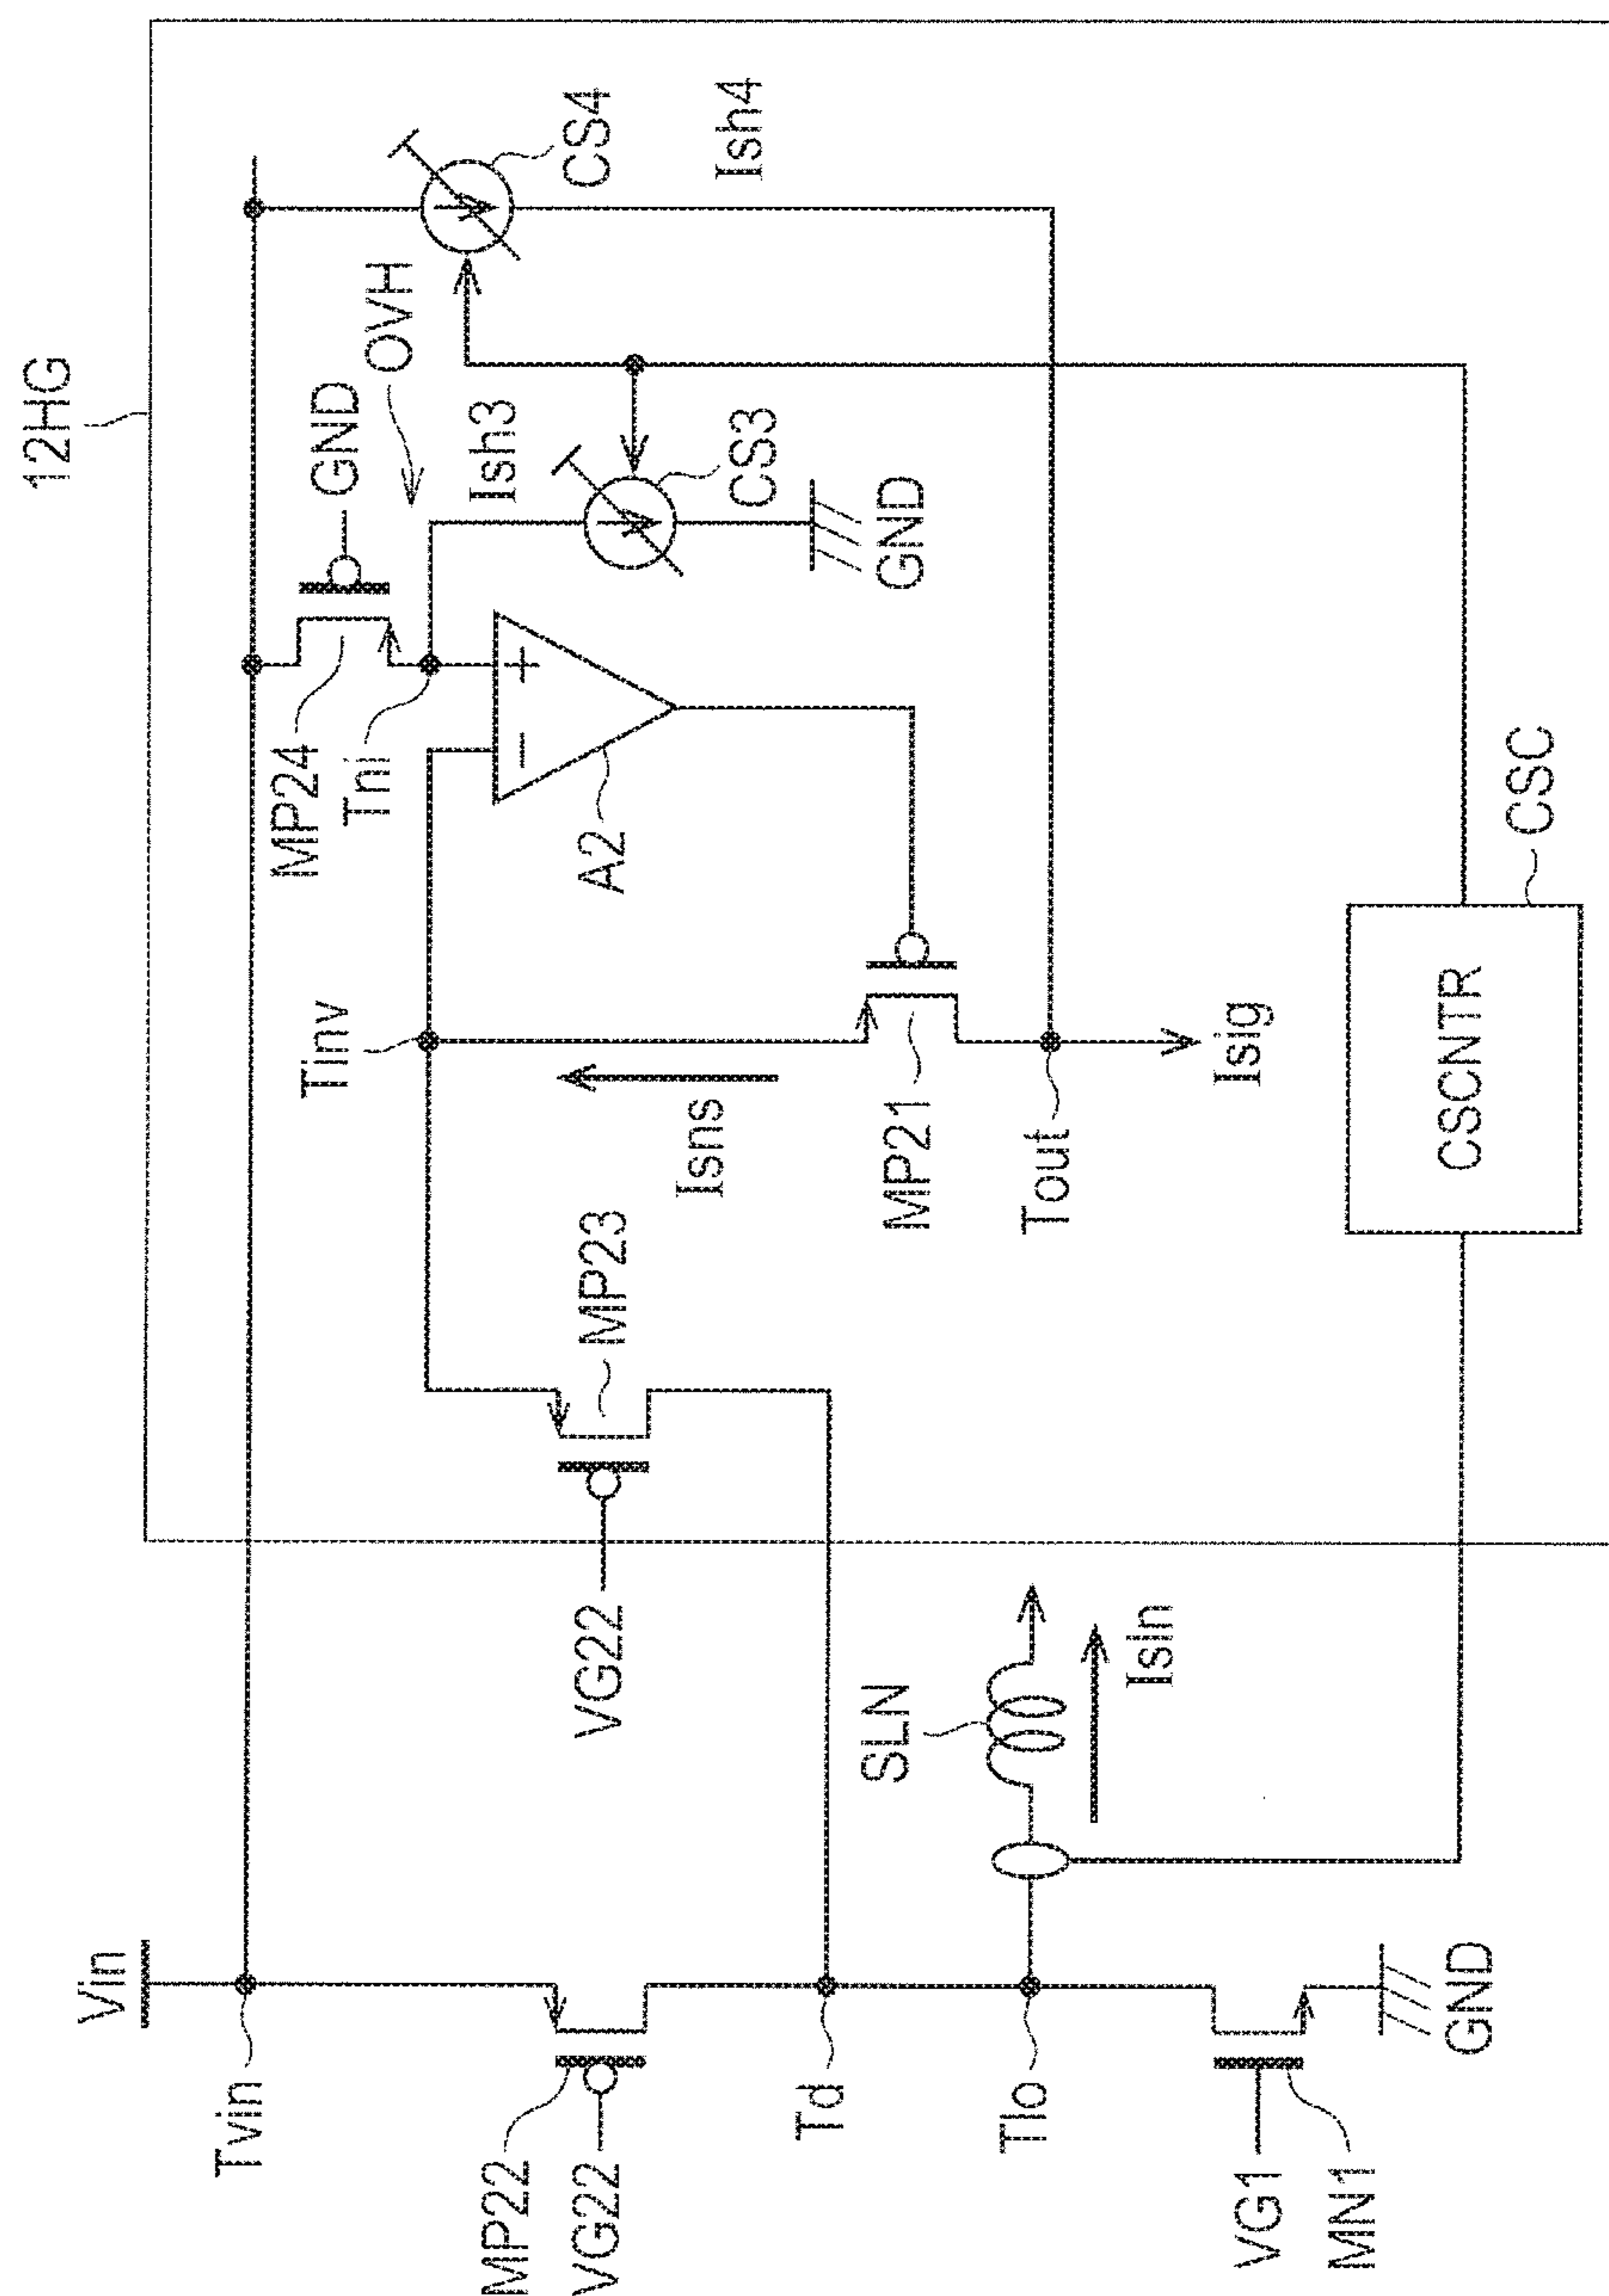 12HG
Vin
Tvin
MP22
VG22
Td
Tlo
VG1
MN1
GND
SLN
Isln
VG22
MP23
Tinv
Isns
MP21
Tout
Isig
MP24
Tni
GND
OVH
A2
−
+
Ish3
CS3
GND
CS4
Ish4
CSCNTR
CSC